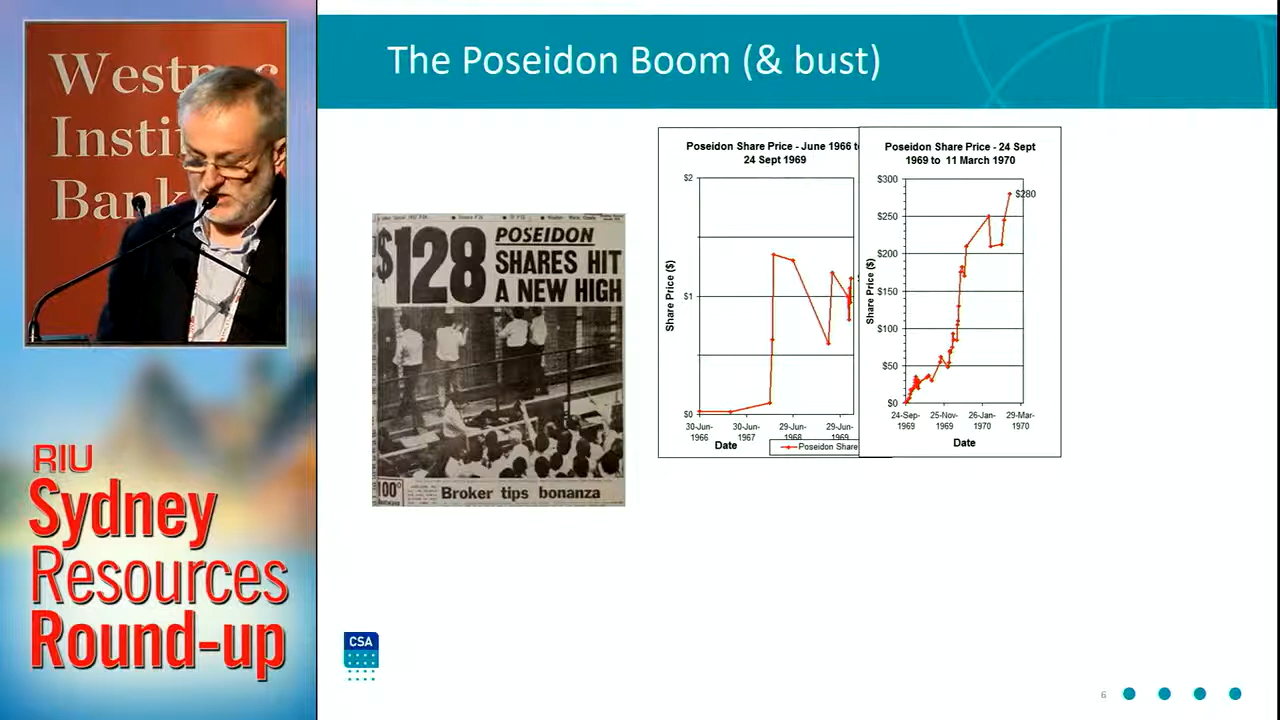 Westp
Instit
Bank
RIU
Sydney
Resources
Round-up
The Poseidon Boom (& bust)
$128
POSEIDON
SHARES HIT
A NEW HIGH
100°
Broker tips bonanza
Poseidon Share Price - June 1966 to
24 Sept 1969
$2
$1
$0
Share Price ($)
30-Jun-
1966
30-Jun-
1967
29-Jun-
1968
29-Jun-
1969
Date
Poseidon Share
Poseidon Share Price - 24 Sept
1969 to 11 March 1970
$300
$250
$200
$150
$100
$50
$0
$280
Share Price ($)
24-Sep-
1969
25-Nov-
1969
26-Jan-
1970
29-Mar-
1970
Date
CSA
6